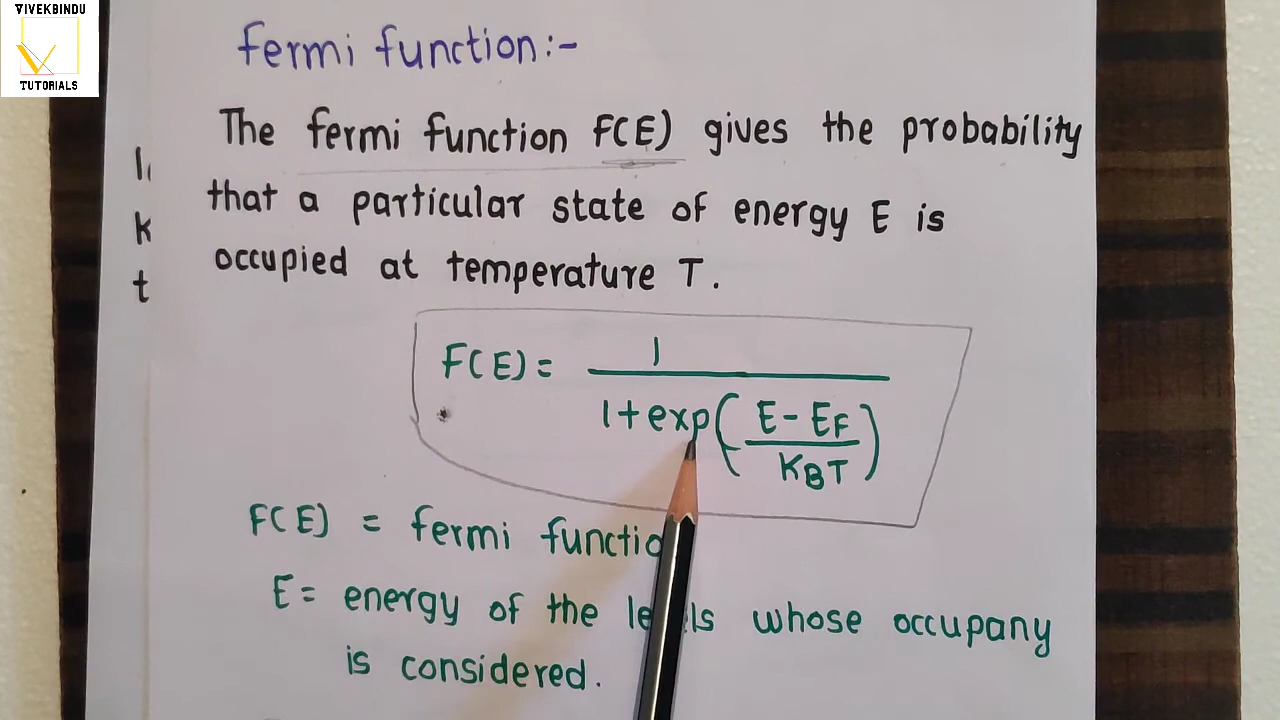 VIVEKBINDU
TUTORIALS
fermi function:-
The fermi function F(E) gives the probability
that a particular state of energy E is
occupied at temperature T.
F(E) = 1 / 1+exp(E-EF / KBT)
F(E) = fermi functio
E = energy of the le ls whose occupany
is considered.